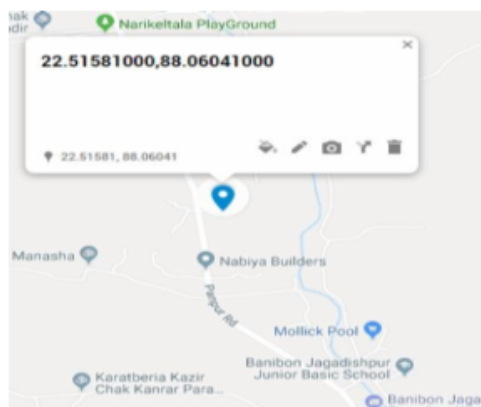 Narikeltala PlayGround
22.51581000,88.06041000
22.51581, 88.06041
Manasha
Nabiya Builders
Panpur Rd
Mollick Pool
Banibon Jagadishpur
Junior Basic School
Karatberia Kazir
Chak Kanrar Para...
Banibon Jaga